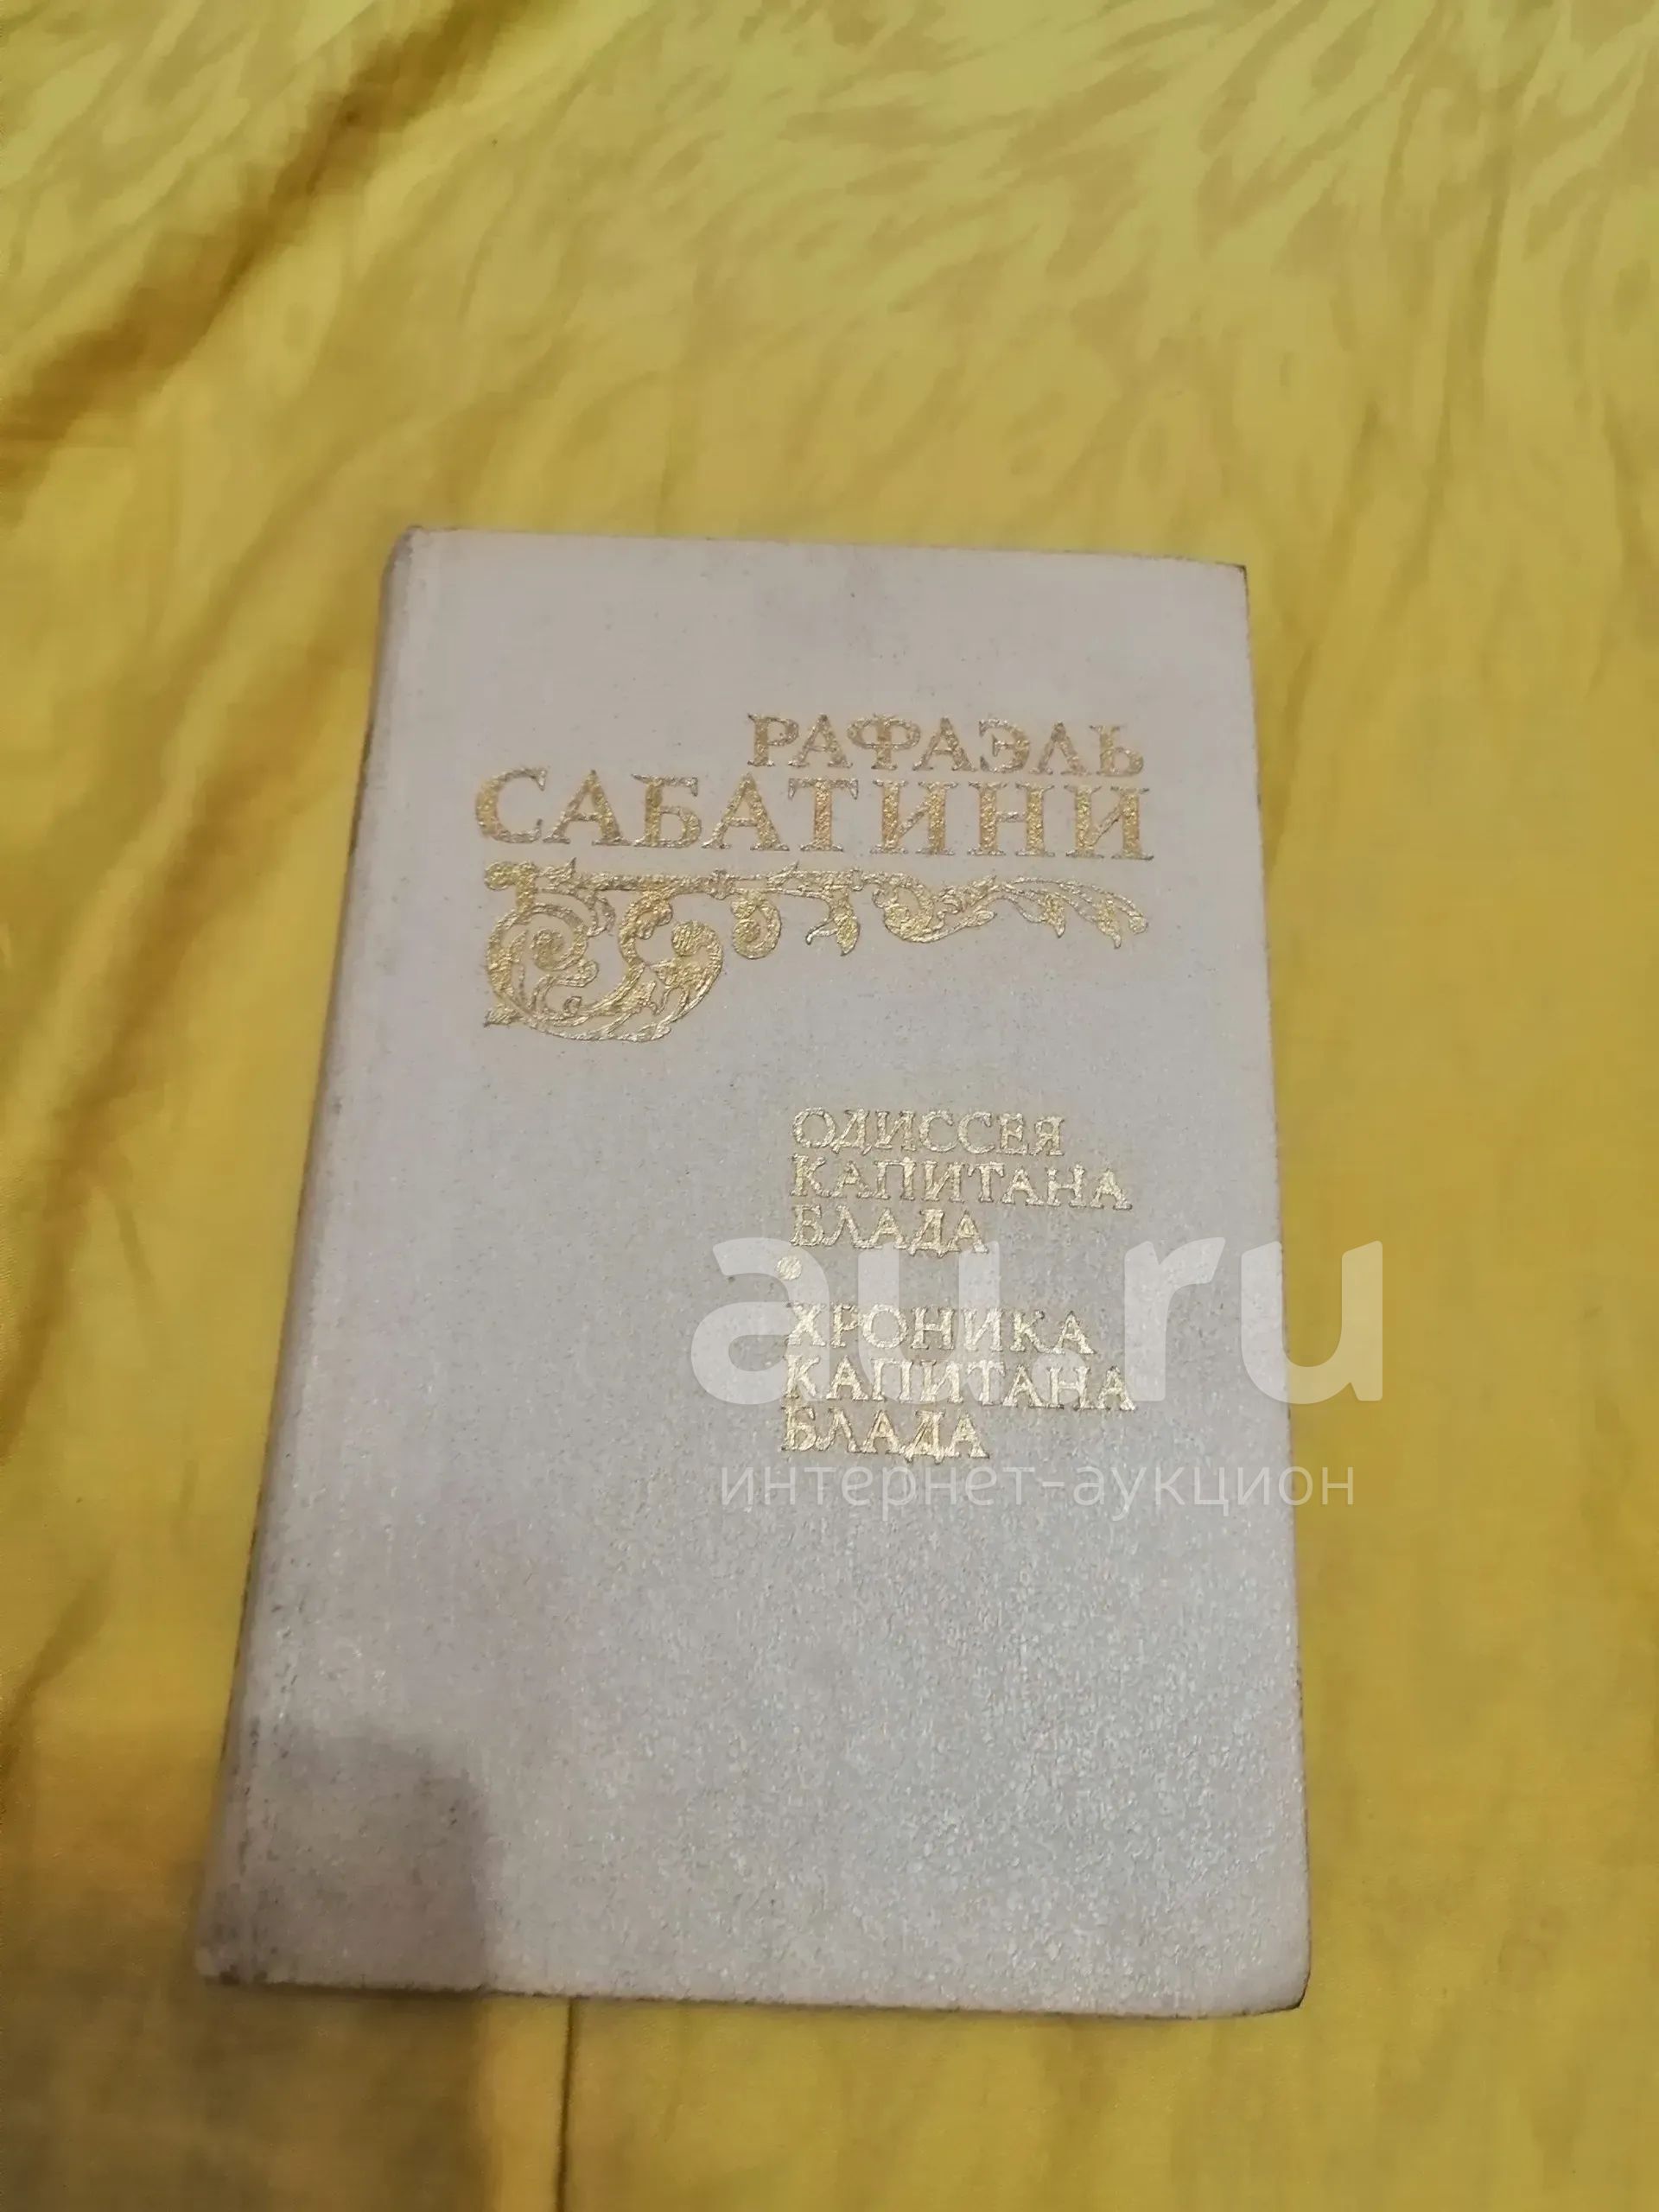 РАФАЭЛЬ
САБАТИНИ
ОДИССЕЯ
КАПИТАНА
БЛАДА
•
ХРОНИКА
КАПИТАНА
БЛАДА
au.ru
интернет-аукцион